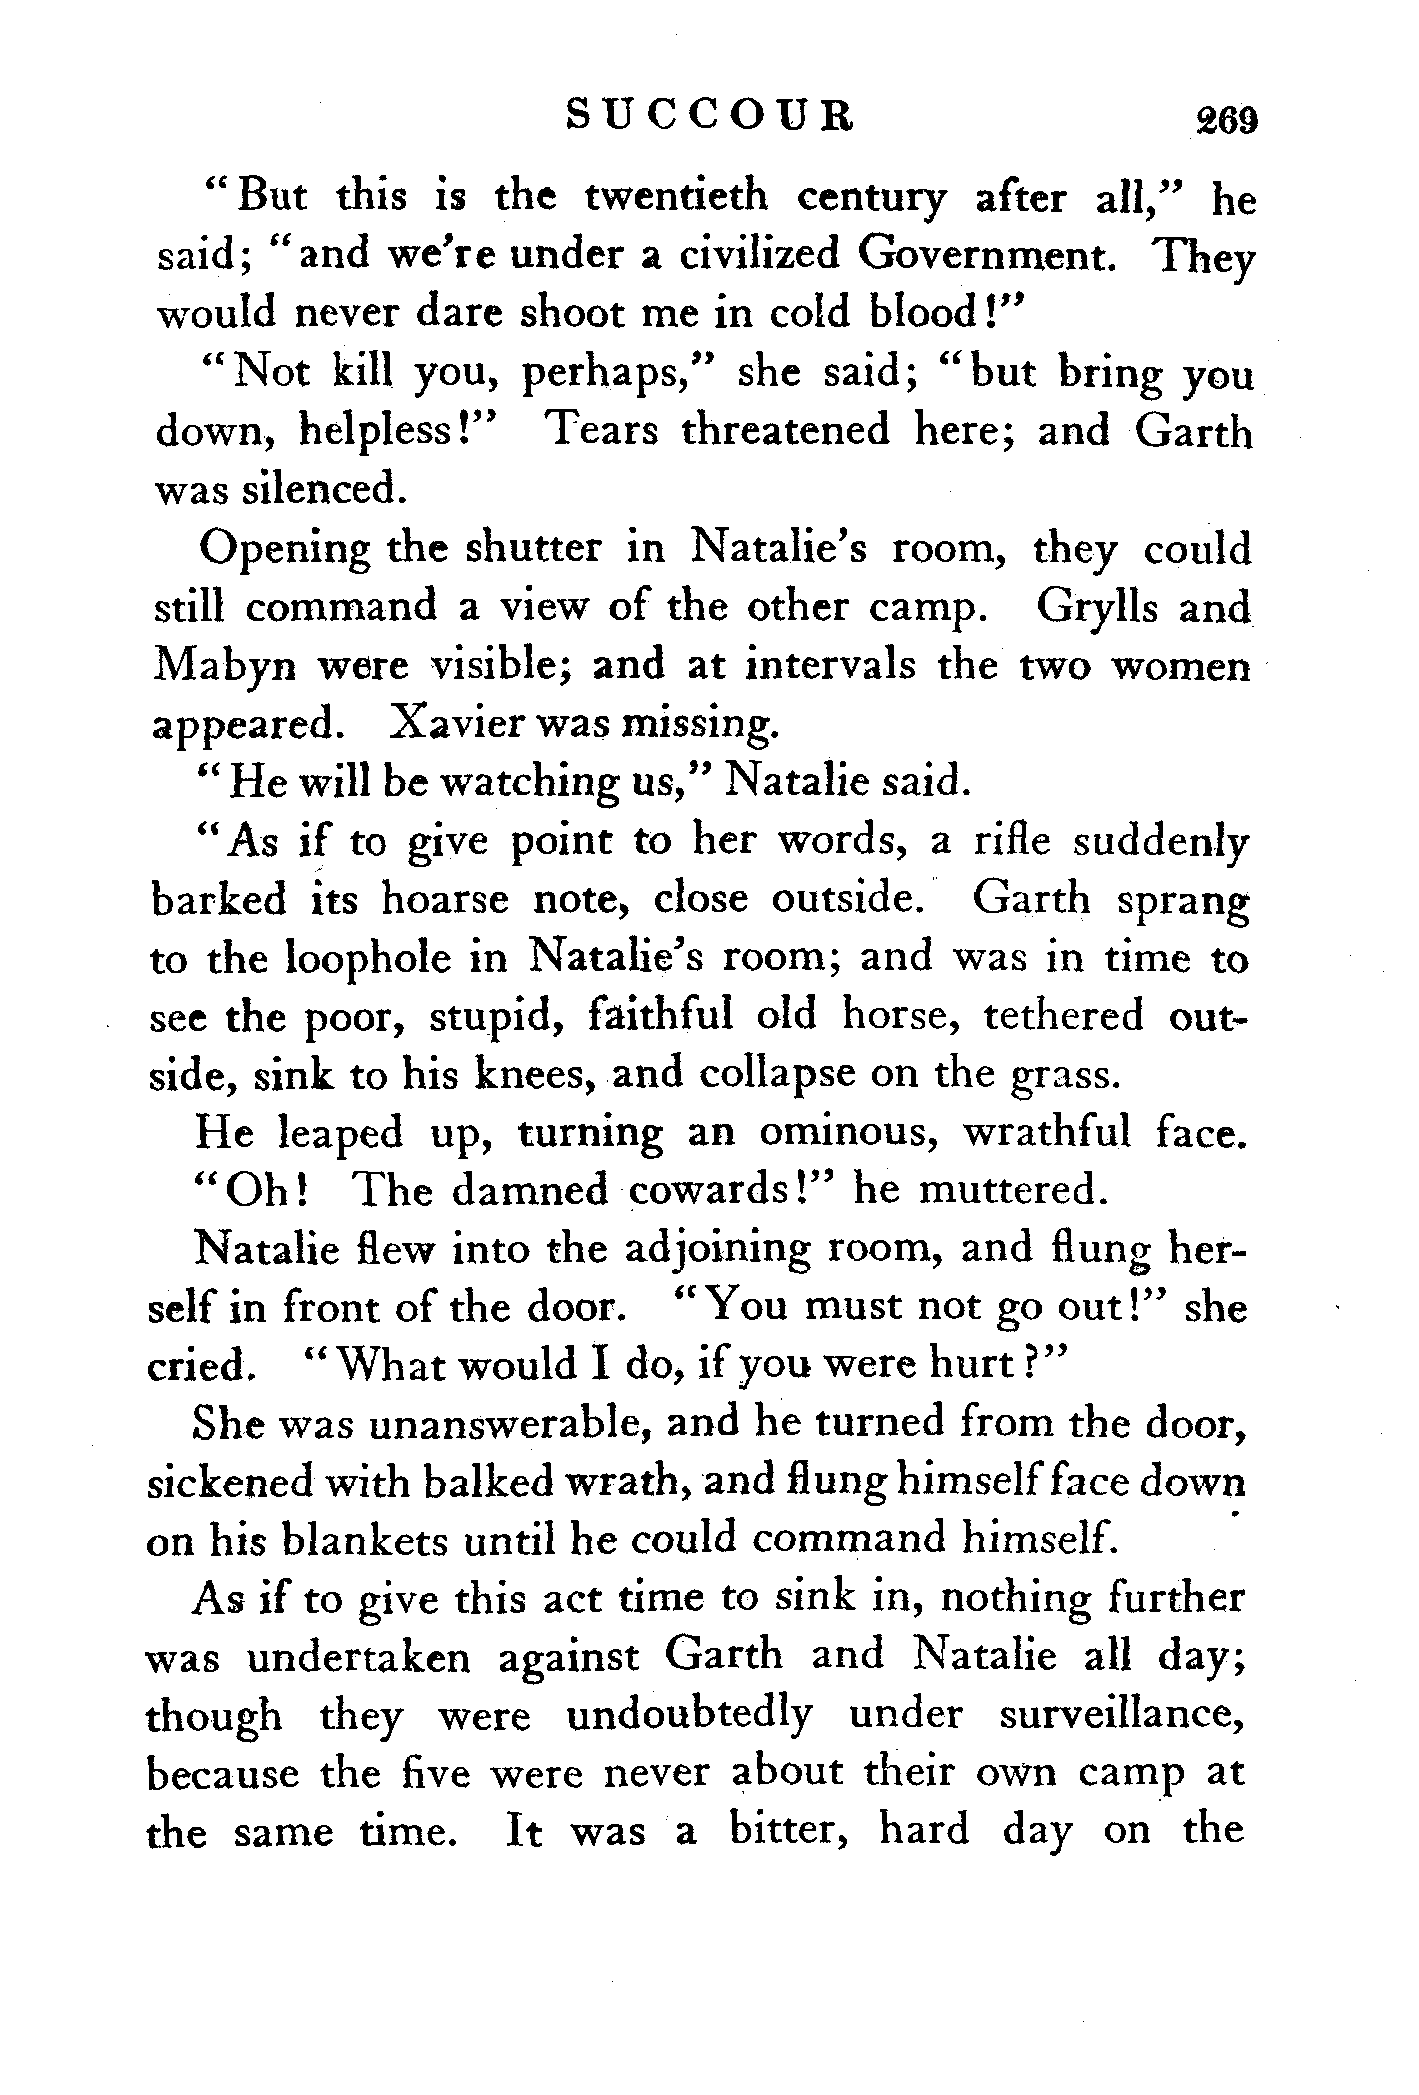 SUCCOUR 269
"But this is the twentieth century after all," he
said; "and we're under a civilized Government. They
would never dare shoot me in cold blood!"
"Not kill you, perhaps," she said; "but bring you
down, helpless!" Tears threatened here; and Garth
was silenced.
Opening the shutter in Natalie's room, they could
still command a view of the other camp. Grylls and
Mabyn were visible; and at intervals the two women
appeared. Xavier was missing.
"He will be watching us," Natalie said.
"As if to give point to her words, a rifle suddenly
barked its hoarse note, close outside. Garth sprang
to the loophole in Natalie's room; and was in time to
see the poor, stupid, faithful old horse, tethered out-
side, sink to his knees, and collapse on the grass.
He leaped up, turning an ominous, wrathful face.
"Oh! The damned cowards!" he muttered.
Natalie flew into the adjoining room, and flung her-
self in front of the door. "You must not go out!" she
cried. "What would I do, if you were hurt?"
She was unanswerable, and he turned from the door,
sickened with balked wrath, and flung himself face down
on his blankets until he could command himself.
As if to give this act time to sink in, nothing further
was undertaken against Garth and Natalie all day;
though they were undoubtedly under surveillance,
because the five were never about their own camp at
the same time. It was a bitter, hard day on the